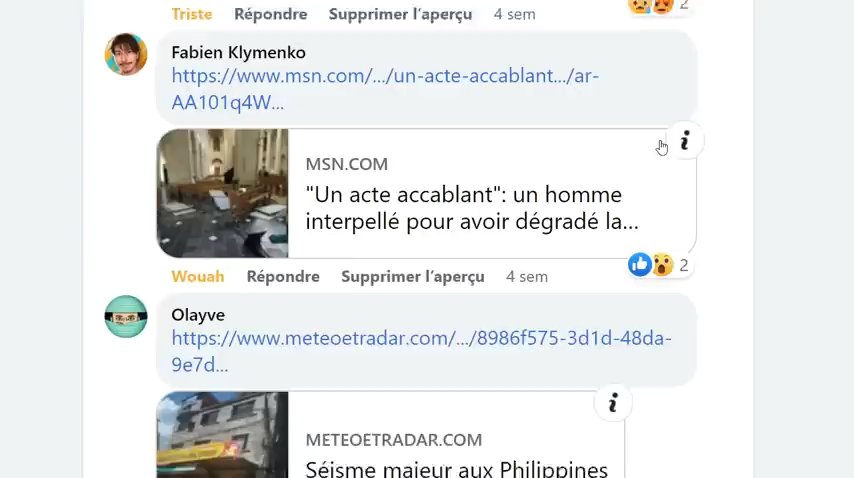 Triste Répondre Supprimer l’aperçu 4 sem 2
Fabien Klymenko
https://www.msn.com/.../un-acte-accablant.../ar-
AA101q4W...
MSN.COM
"Un acte accablant": un homme
interpellé pour avoir dégradé la...
Wouah Répondre Supprimer l’aperçu 4 sem 2
Olayve
https://www.meteoetradar.com/.../8986f575-3d1d-48da-
9e7d...
METEOETRADAR.COM
Séisme majeur aux Philippines